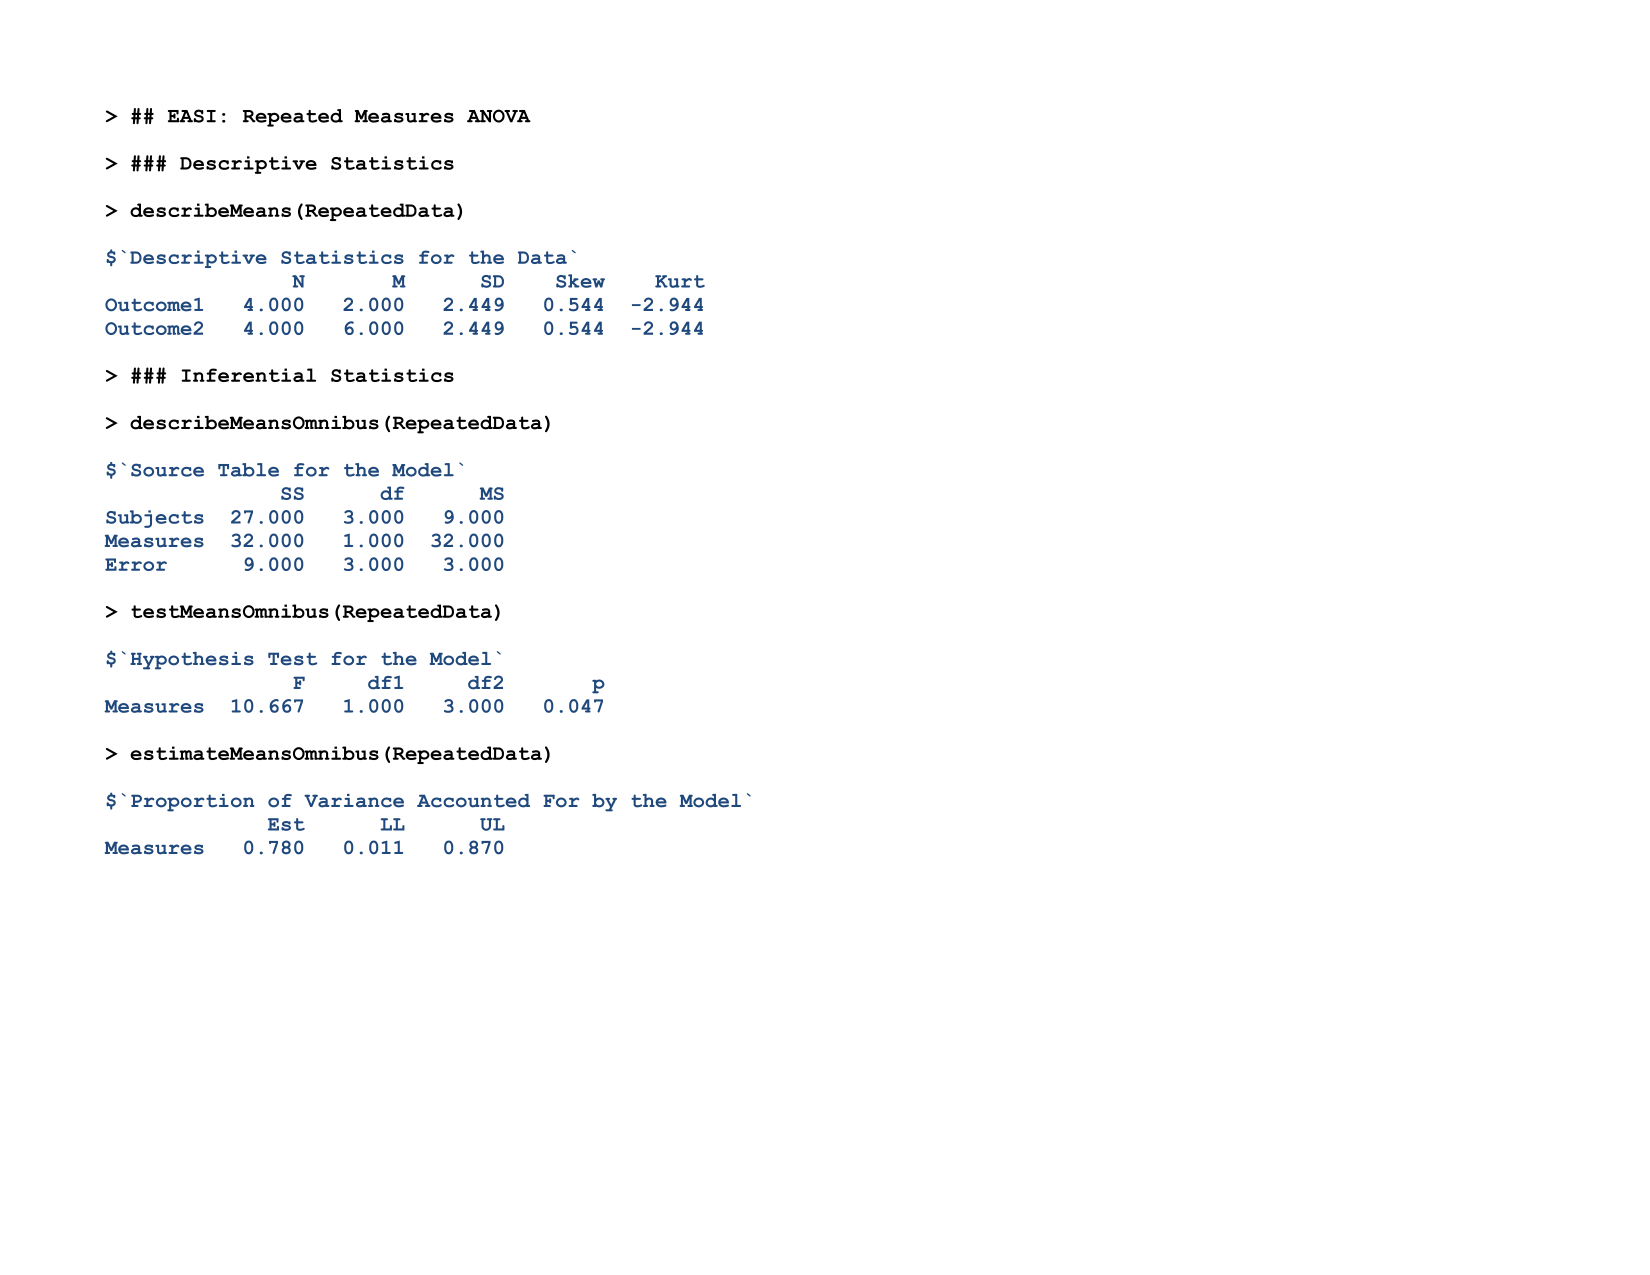 > ## EASI: Repeated Measures ANOVA
> ### Descriptive Statistics
> describeMeans(RepeatedData)
$`Descriptive Statistics for the Data`
               N       M      SD    Skew    Kurt
Outcome1   4.000   2.000   2.449   0.544  -2.944
Outcome2   4.000   6.000   2.449   0.544  -2.944
> ### Inferential Statistics
> describeMeansOmnibus(RepeatedData)
$`Source Table for the Model`
              SS      df      MS
Subjects  27.000   3.000   9.000
Measures  32.000   1.000  32.000
Error      9.000   3.000   3.000
> testMeansOmnibus(RepeatedData)
$`Hypothesis Test for the Model`
               F     df1     df2       p
Measures  10.667   1.000   3.000   0.047
> estimateMeansOmnibus(RepeatedData)
$`Proportion of Variance Accounted For by the Model`
             Est      LL      UL
Measures   0.780   0.011   0.870